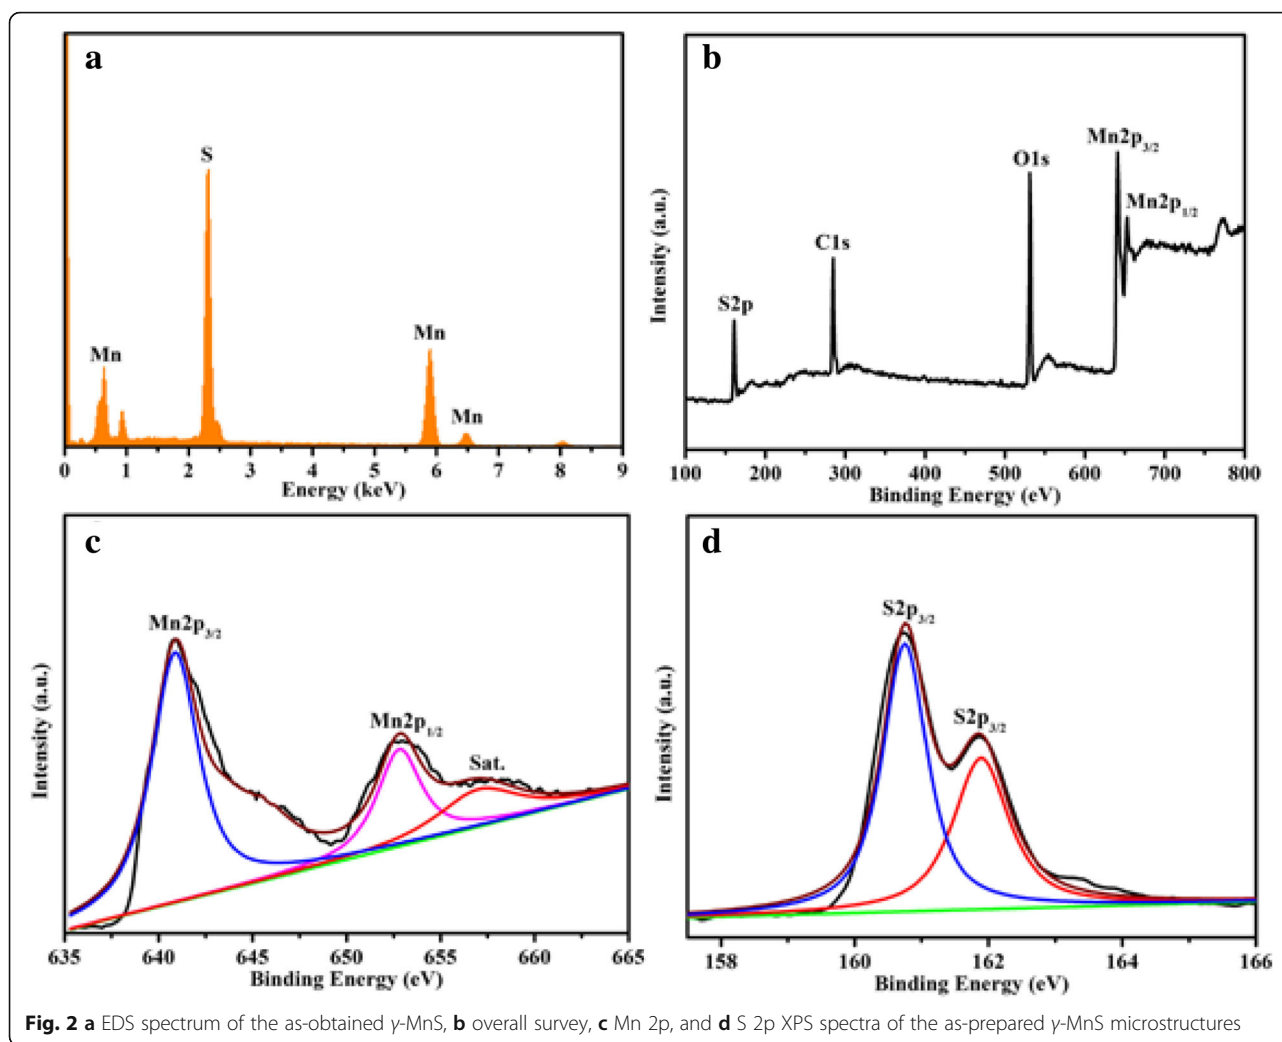 a
S
Mn
Mn
Mn
0 1 2 3 4 5 6 7 8 9
Energy (keV)
b
Intensity (a.u.)
S2p
C1s
O1s
Mn2p3/2
Mn2p1/2
100 200 300 400 500 600 700 800
Binding Energy (eV)
c
Intensity (a.u.)
Mn2p3/2
Mn2p1/2
Sat.
635 640 645 650 655 660 665
Binding Energy (eV)
d
Intensity (a.u.)
S2p3/2
S2p3/2
158 160 162 164 166
Binding Energy (eV)
Fig. 2 a EDS spectrum of the as-obtained γ-MnS, b overall survey, c Mn 2p, and d S 2p XPS spectra of the as-prepared γ-MnS microstructures